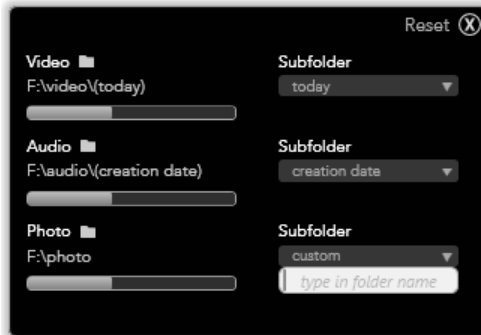 Reset X
Video Subfolder
F:\video\(today) today
Audio Subfolder
F:\audio\(creation date) creation date
Photo Subfolder
F:\photo custom
type in folder name